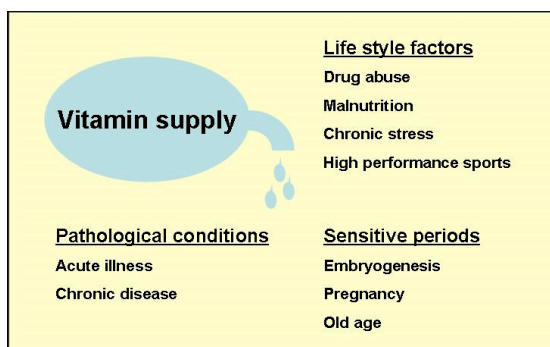 Vitamin supply
Life style factors
Drug abuse
Malnutrition
Chronic stress
High performance sports
Pathological conditions
Acute illness
Chronic disease
Sensitive periods
Embryogenesis
Pregnancy
Old age